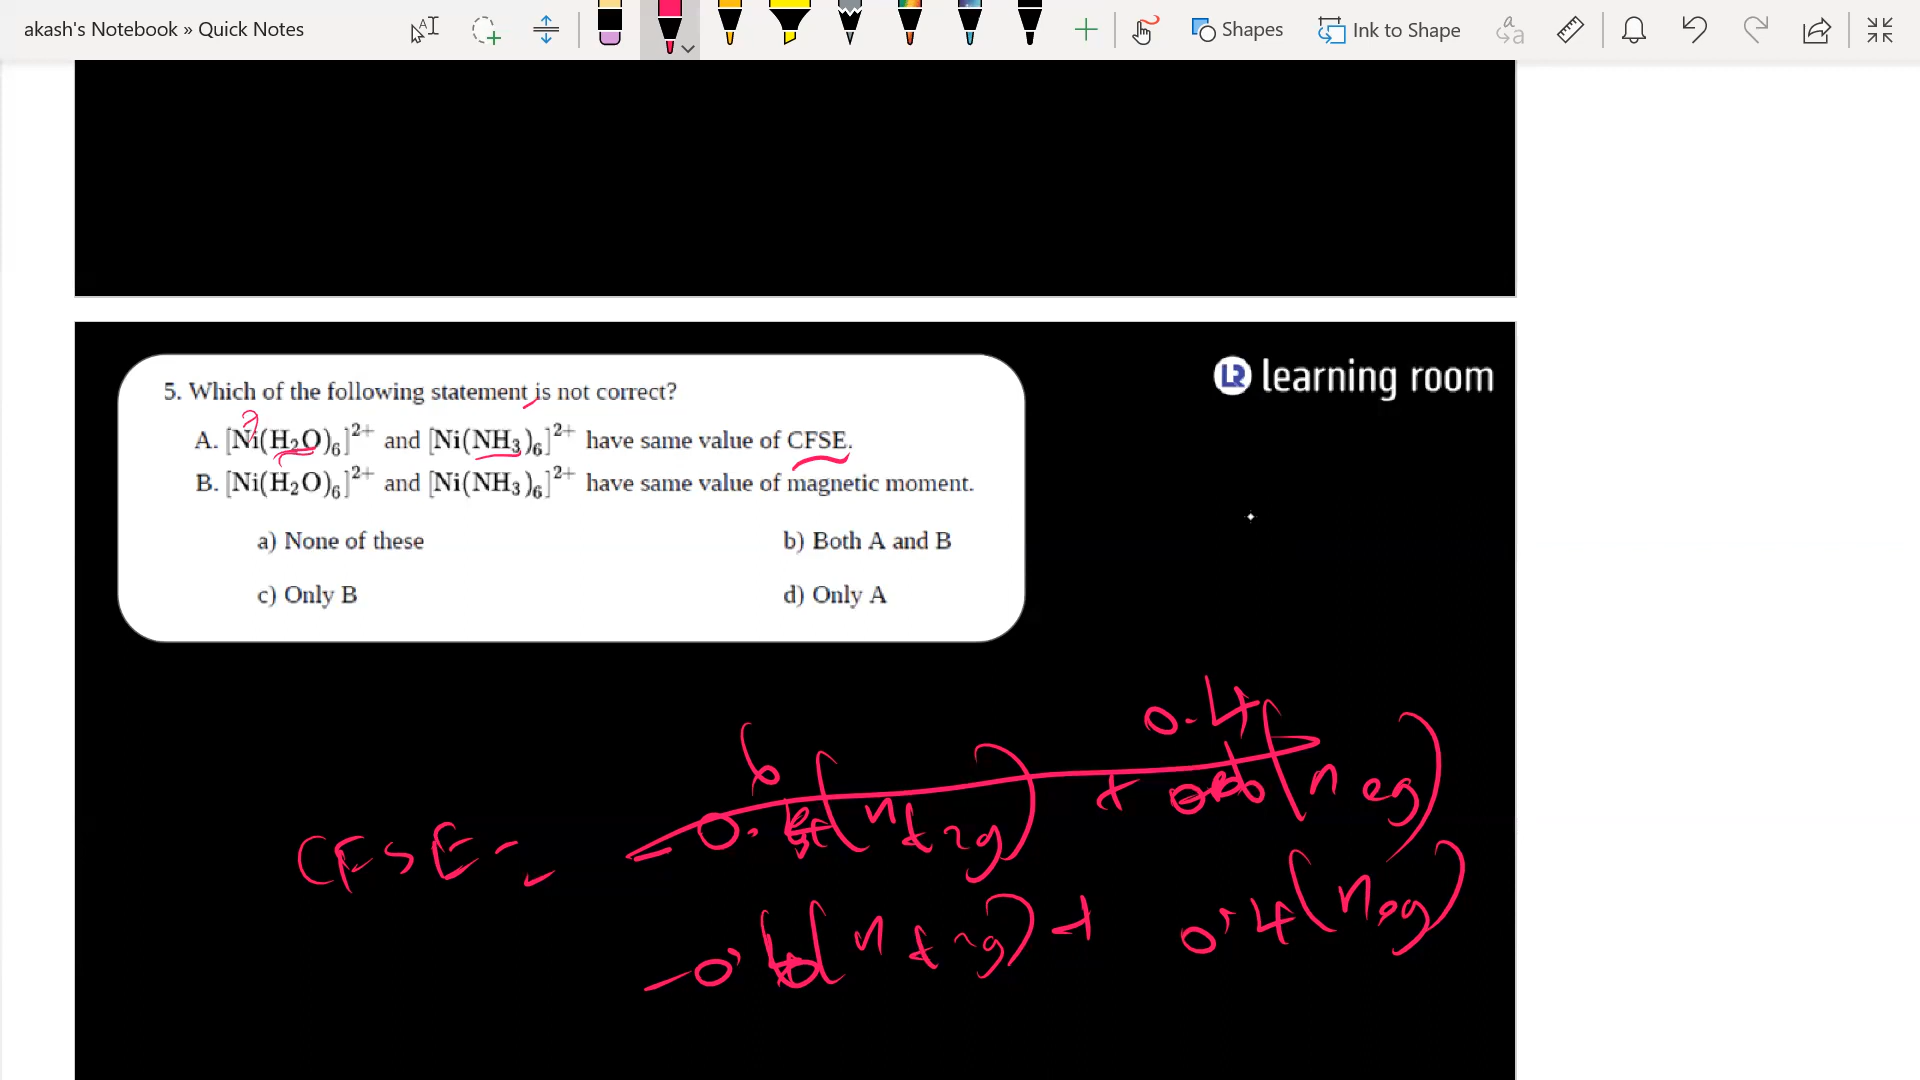 akash's Notebook » Quick Notes
Shapes
Ink to Shape
learning room
5. Which of the following statement is not correct?
A. [Ni(H₂O)₆]²⁺ and [Ni(NH₃)₆]²⁺ have same value of CFSE.
B. [Ni(H₂O)₆]²⁺ and [Ni(NH₃)₆]²⁺ have same value of magnetic moment.
a) None of these
b) Both A and B
c) Only B
d) Only A
6 0.4
CFSE = -0. (n t2g) + (n eg)
-0.6 (n t2g) + 0.4 (n eg)